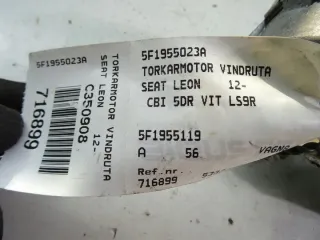 5F1955023A
TORKARMOTOR VINDRUTA
SEAT LEON 12-
C350908
716899
5F1955023A
TORKARMOTOR VINDRUTA
SEAT LEON 12-
CBI 5DR VIT LS9R
5F1955119
A 56
Ref.nr.
716899
VAGNA